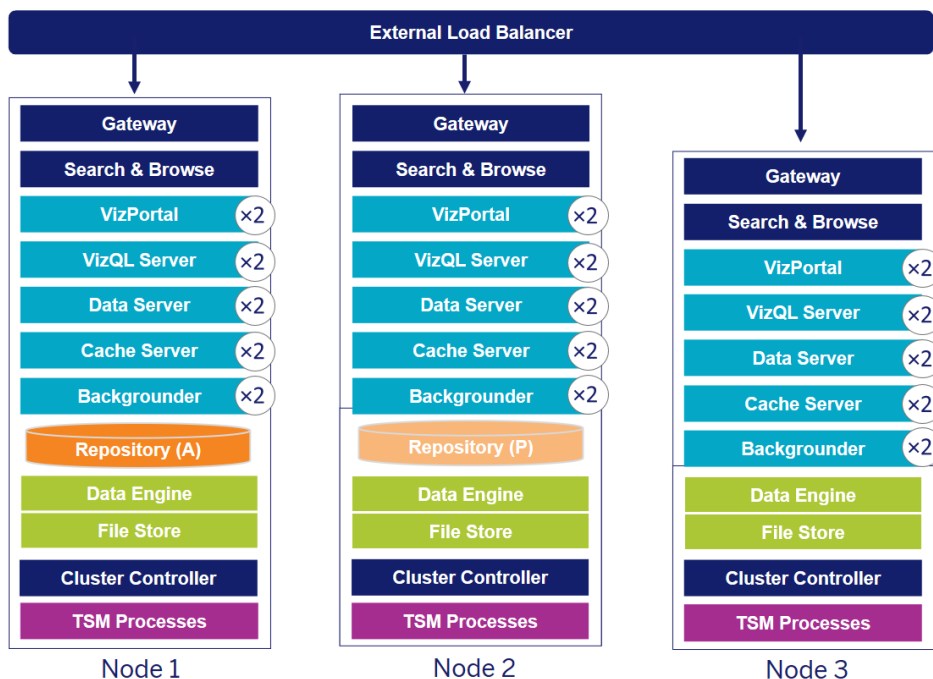 External Load Balancer
Gateway
Search & Browse
VizPortal ×2
VizQL Server ×2
Data Server ×2
Cache Server ×2
Backgrounder ×2
Repository (A)
Data Engine
File Store
Cluster Controller
TSM Processes
Node 1
Gateway
Search & Browse
VizPortal ×2
VizQL Server ×2
Data Server ×2
Cache Server ×2
Backgrounder ×2
Repository (P)
Data Engine
File Store
Cluster Controller
TSM Processes
Node 2
Gateway
Search & Browse
VizPortal ×2
VizQL Server ×2
Data Server ×2
Cache Server ×2
Backgrounder ×2
Data Engine
File Store
Cluster Controller
TSM Processes
Node 3